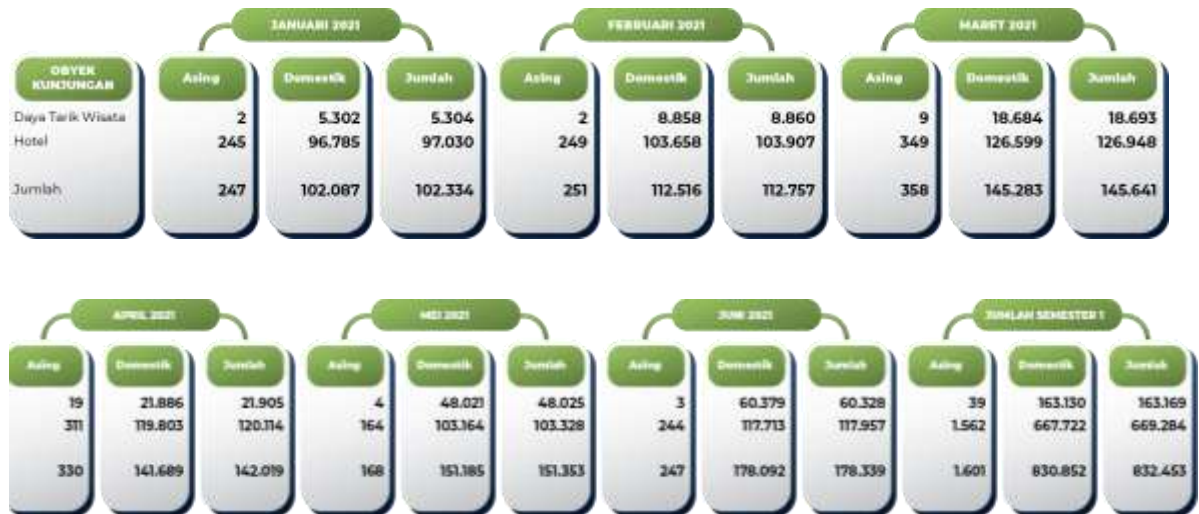 JANUARI 2021 FEBRUARI 2021 MARET 2021
OBYEK KUNJUNGAN Asing Domestik Jumlah Asing Domestik Jumlah Asing Domestik Jumlah
Daya Tarik Wisata 2 5.302 5.304 2 8.858 8.860 9 18.684 18.693
Hotel 245 96.785 97.030 249 103.658 103.907 349 126.599 126.948
Jumlah 247 102.087 102.334 251 112.516 112.757 358 145.283 145.641
APRIL 2021 MEI 2021 JUNI 2021 JUMLAH SEMESTER 1
Asing Domestik Jumlah Asing Domestik Jumlah Asing Domestik Jumlah Asing Domestik Jumlah
19 21.886 21.905 4 48.021 48.025 3 60.379 60.328 39 163.130 163.169
311 119.803 120.114 164 103.164 103.328 244 117.713 117.957 1.562 667.722 669.284
330 141.689 142.019 168 151.185 151.353 247 178.092 178.339 1.601 830.852 832.453